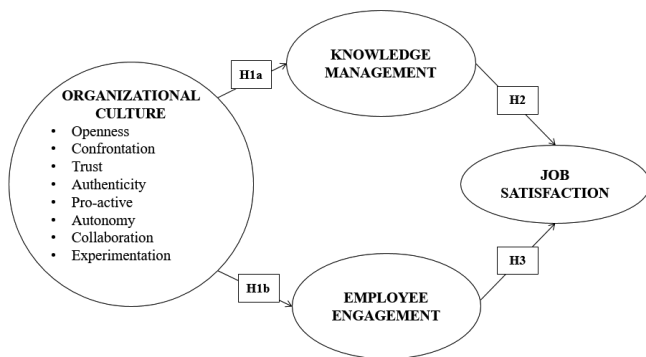 KNOWLEDGE
MANAGEMENT
H1a
ORGANIZATIONAL
CULTURE
• Openness
• Confrontation
• Trust
• Authenticity
• Pro-active
• Autonomy
• Collaboration
• Experimentation
H2
JOB
SATISFACTION
H1b
H3
EMPLOYEE
ENGAGEMENT